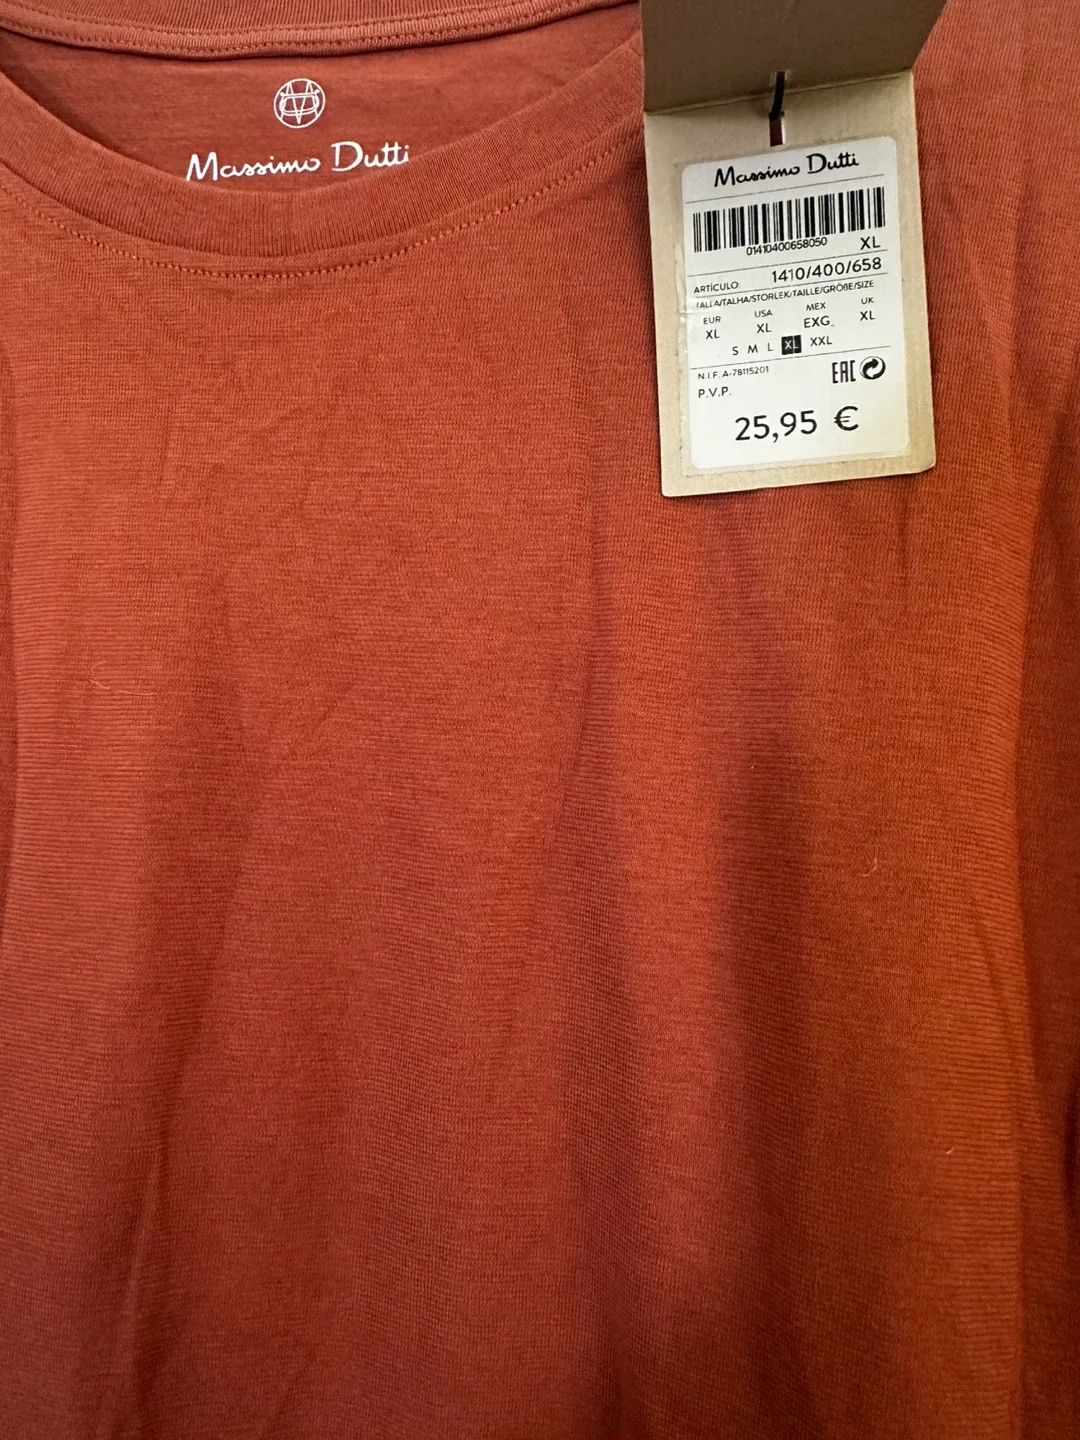 Massimo Dutti
Massimo Dutti
01410400658050 XL
ARTÍCULO: 1410/400/658
TALLA/TALHA/STORLEK/TAILLE/GRÖßE/SIZE
EUR USA MEX UK
XL XL EXG. XL
S M L XL XXL
N.I.F. A-78115201 EAC
P.V.P.
25,95 €